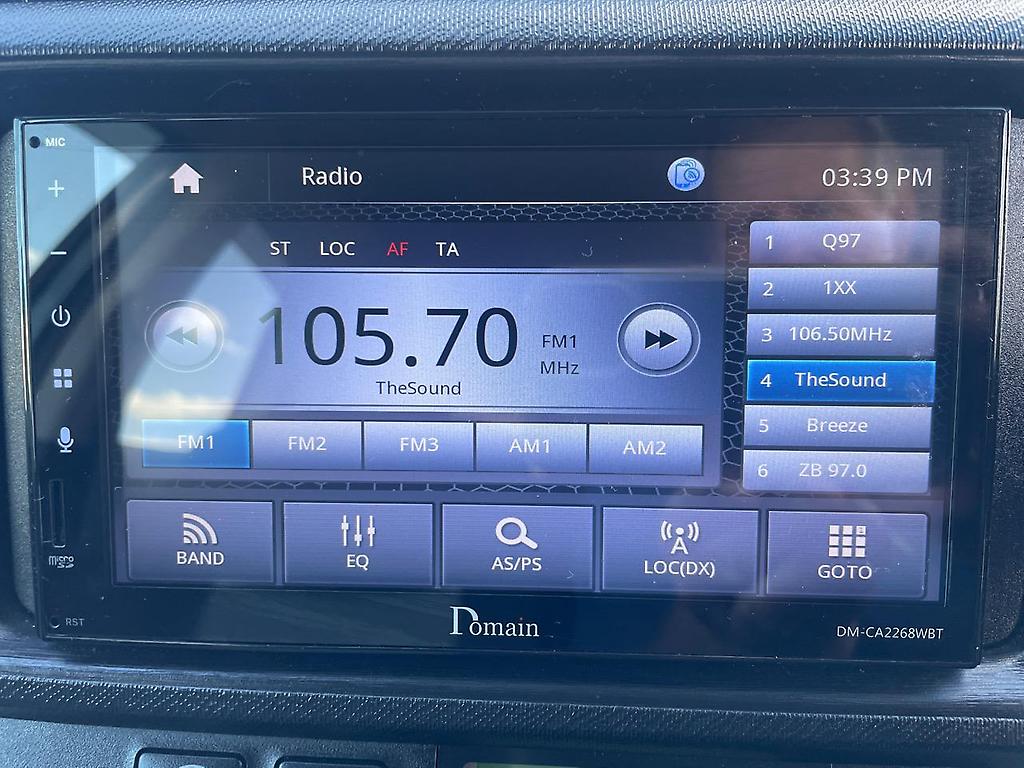 MIC
Radio
03:39 PM
ST LOC AF TA
105.70
FM1
MHz
TheSound
FM1 FM2 FM3 AM1 AM2
1 Q97
2 1XX
3 106.50MHz
4 TheSound
5 Breeze
6 ZB 97.0
BAND EQ AS/PS LOC(DX) GOTO
micro SD
RST
Domain
DM-CA2268WBT